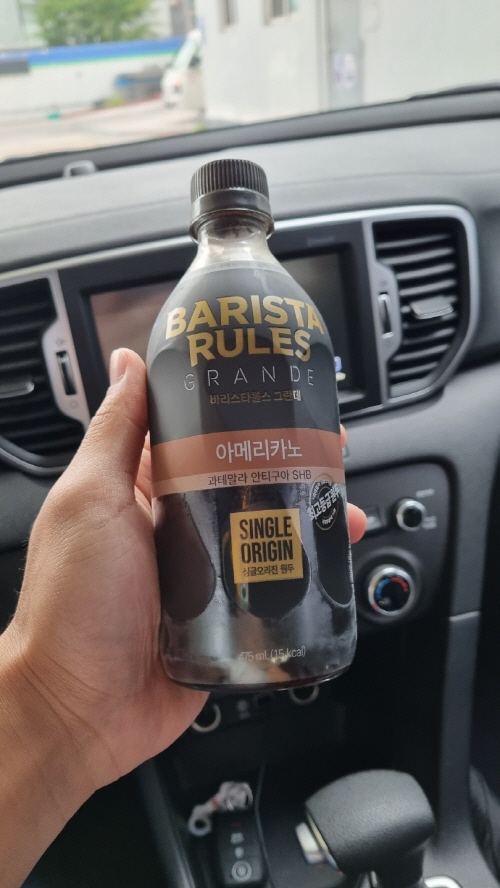 BARISTA
RULES
GRANDE
바리스타룰스 그란데
아메리카노
과테말라 안티구아 SHB
SINGLE
ORIGIN
싱글오리진 원두
475 ml (15 kcal)